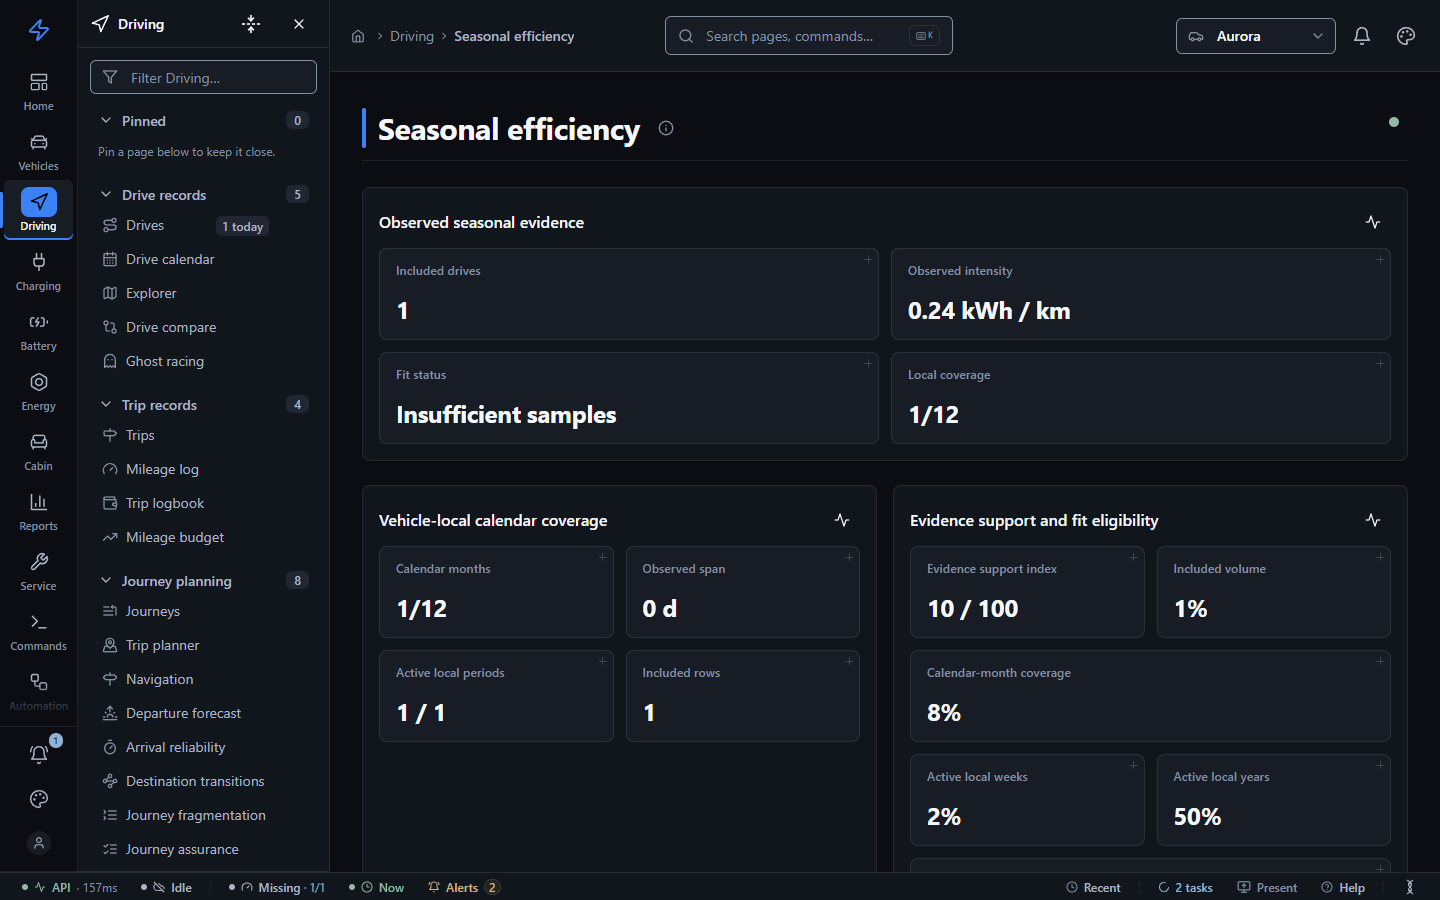 Home
Vehicles
Driving
Charging
Battery
Energy
Cabin
Reports
Service
Commands
Automation
1
Driving
Filter Driving...
Pinned 0
Pin a page below to keep it close.
Drive records 5
Drives 1 today
Drive calendar
Explorer
Drive compare
Ghost racing
Trip records 4
Trips
Mileage log
Trip logbook
Mileage budget
Journey planning 8
Journeys
Trip planner
Navigation
Departure forecast
Arrival reliability
Destination transitions
Journey fragmentation
Journey assurance
Driving > Seasonal efficiency
Search pages, commands... K
Aurora
Seasonal efficiency
Observed seasonal evidence
Included drives
1
Observed intensity
0.24 kWh / km
Fit status
Insufficient samples
Local coverage
1/12
Vehicle-local calendar coverage
Calendar months
1/12
Observed span
0 d
Active local periods
1 / 1
Included rows
1
Evidence support and fit eligibility
Evidence support index
10 / 100
Included volume
1%
Calendar-month coverage
8%
Active local weeks
2%
Active local years
50%
API · 157ms
Idle
Missing · 1/1
Now
Alerts 2
Recent
2 tasks
Present
Help